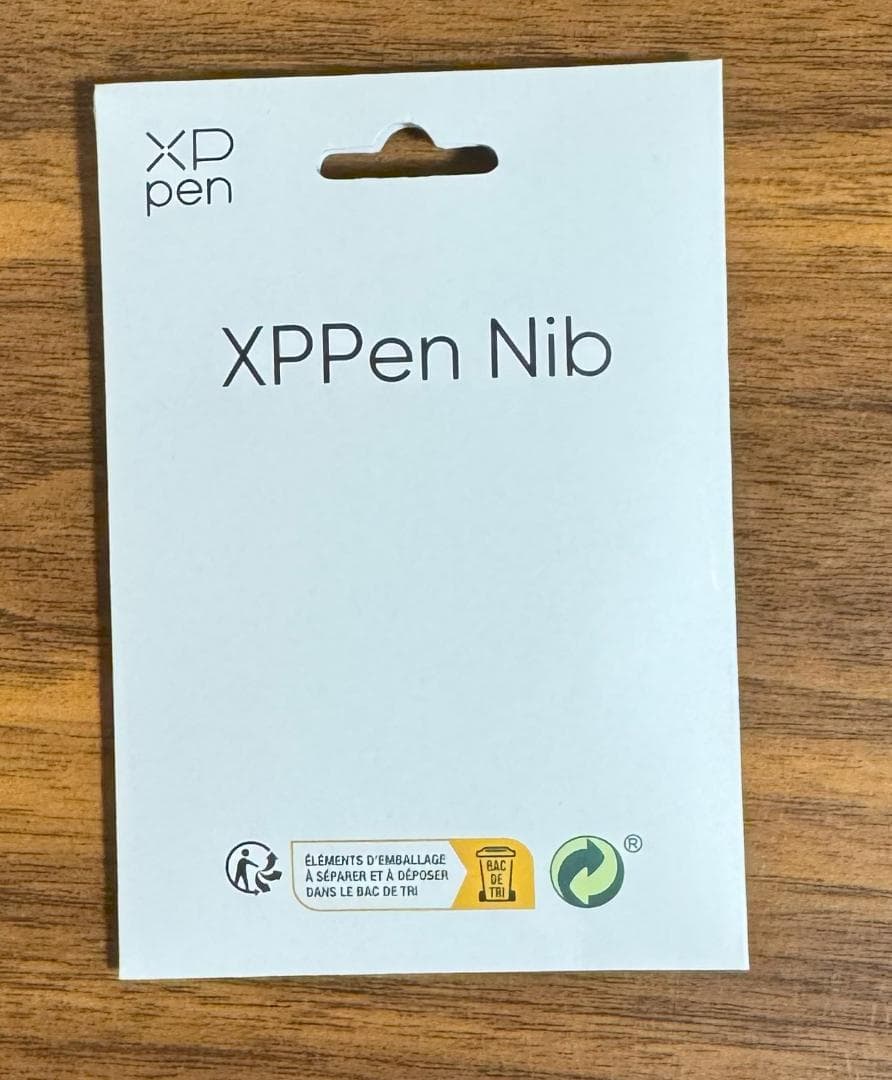 XP
pen
XPPen Nib
ÉLÉMENTS D'EMBALLAGE
À SÉPARER ET À DÉPOSER
DANS LE BAC DE TRI
BAC
DE
TRI
®